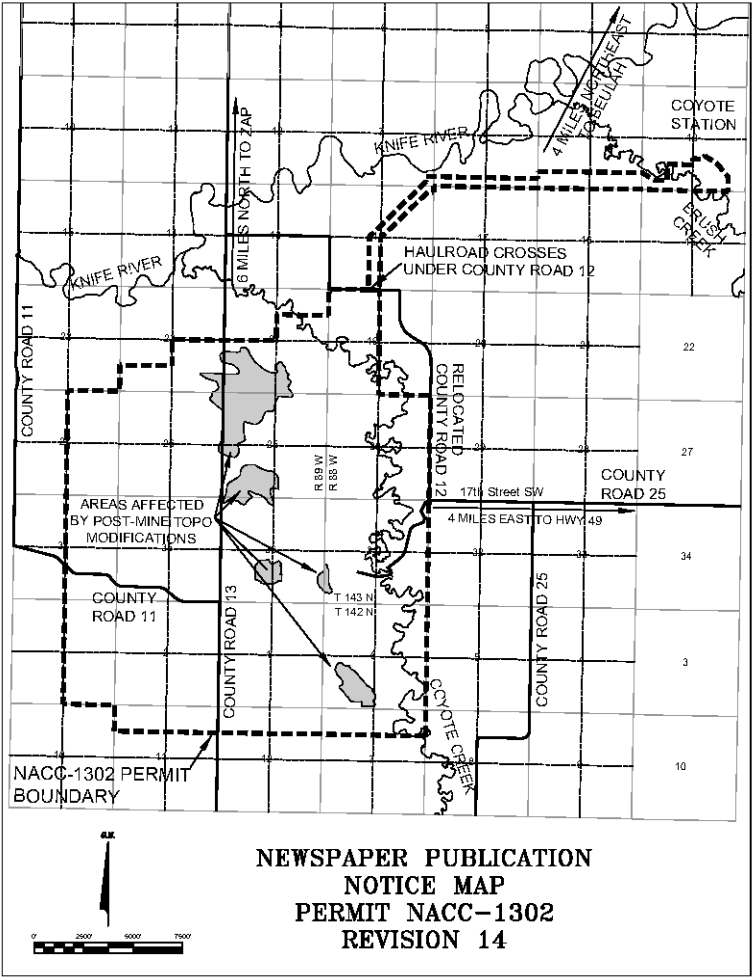 4 MILES NORTHEAST
TO BEULAH
COYOTE
STATION
KNIFE RIVER
6 MILES NORTH TO ZAP
BRUSH
CREEK
HAULROAD CROSSES
UNDER COUNTY ROAD 12
KNIFE RIVER
COUNTY ROAD 11
RELOCATED
COUNTY ROAD 12
22
27
R 89 W
R 88 W
COUNTY
ROAD 25
17th Street SW
4 MILES EAST TO HWY 49
AREAS AFFECTED
BY POST-MINE TOPO
MODIFICATIONS
34
COUNTY
ROAD 11
T 143 N
T 142 N
COUNTY ROAD 13
COUNTY ROAD 25
3
COYOTE CREEK
10
NACC-1302 PERMIT
BOUNDARY
NEWSPAPER PUBLICATION
NOTICE MAP
PERMIT NACC-1302
REVISION 14
0' 2500' 5000' 7500'